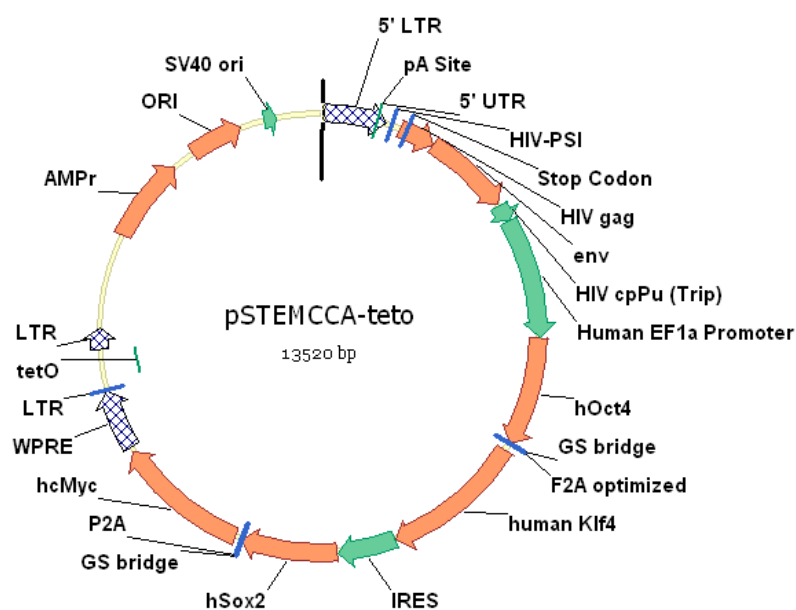 5' LTR
pA Site
5' UTR
HIV-PSI
Stop Codon
HIV gag
env
HIV cpPu (Trip)
Human EF1a Promoter
hOct4
GS bridge
F2A optimized
human Klf4
IRES
hSox2
GS bridge
P2A
hcMyc
WPRE
LTR
tetO
LTR
AMPr
ORI
SV40 ori
pSTEMCCA-teto
13520 bp